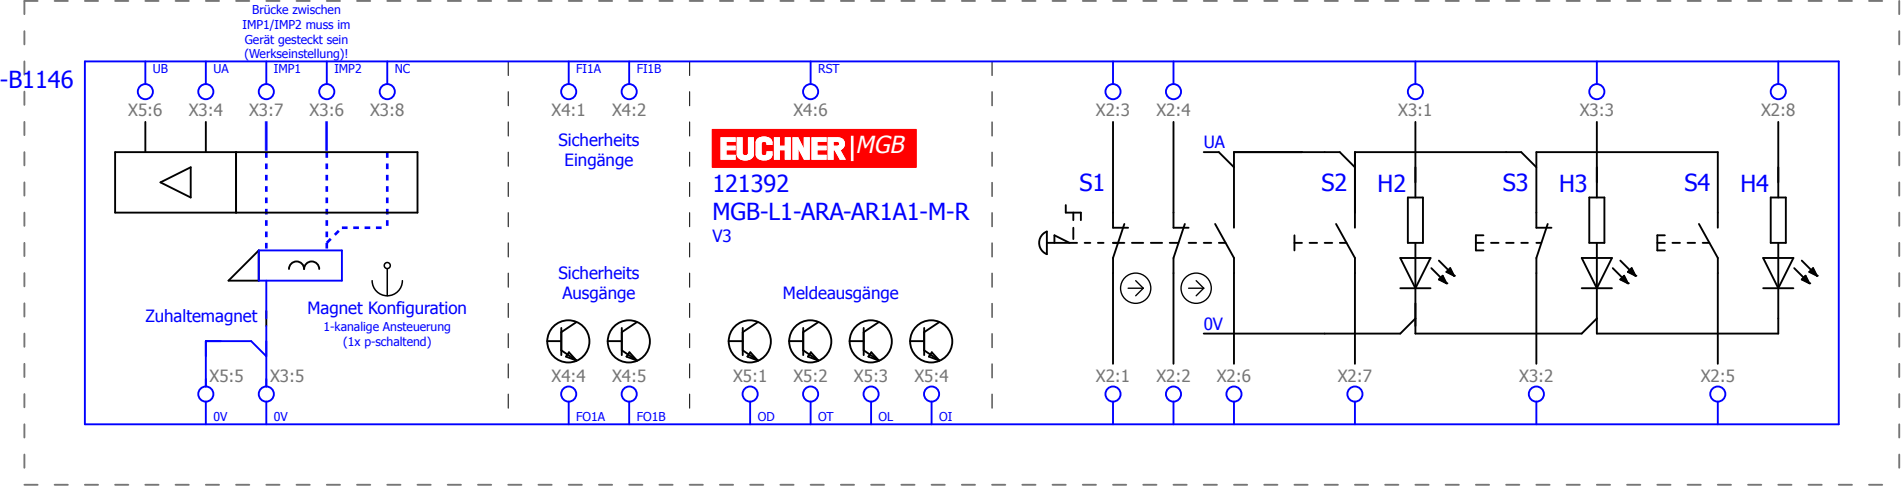 Brücke zwischen
IMP1/IMP2 muss im
Gerät gesteckt sein
(Werkseinstellung)!
-B1146
UB UA IMP1 IMP2 NC FI1A FI1B RST
X5:6 X3:4 X3:7 X3:6 X3:8 X4:1 X4:2 X4:6 X2:3 X2:4 X3:1 X3:3 X2:8
Sicherheits
Eingänge
EUCHNER MGB
121392
MGB-L1-ARA-AR1A1-M-R
V3
UA
S1 S2 H2 S3 H3 S4 H4
Sicherheits
Ausgänge
Meldeausgänge
Zuhaltemagnet
Magnet Konfiguration
1-kanalige Ansteuerung
(1x p-schaltend)
0V
X5:5 X3:5 X4:4 X4:5 X5:1 X5:2 X5:3 X5:4 X2:1 X2:2 X2:6 X2:7 X3:2 X2:5
0V 0V FO1A FO1B OD OT OL OI